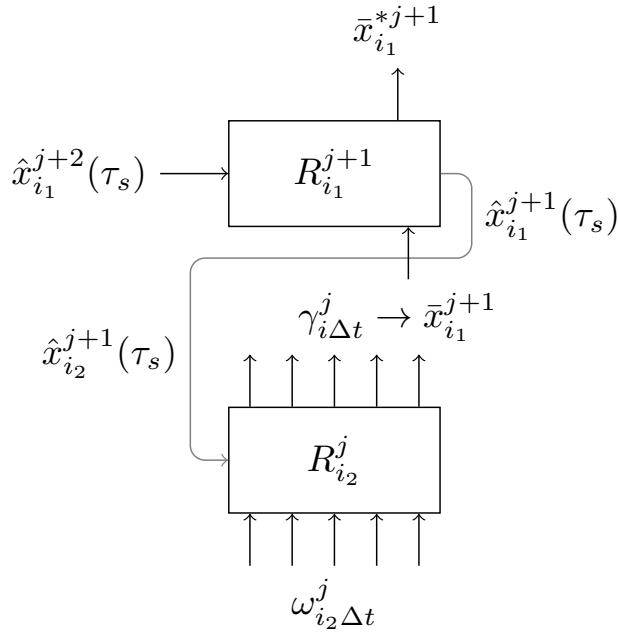 $\bar{x}_{i_1}^{*j+1}$
$\hat{x}_{i_1}^{j+2}(\tau_s)$ $R_{i_1}^{j+1}$
$\hat{x}_{i_1}^{j+1}(\tau_s)$
$\gamma_{i\Delta t}^{j} \to \bar{x}_{i_1}^{j+1}$
$\hat{x}_{i_2}^{j+1}(\tau_s)$
$R_{i_2}^{j}$
$\omega_{i_2\Delta t}^{j}$